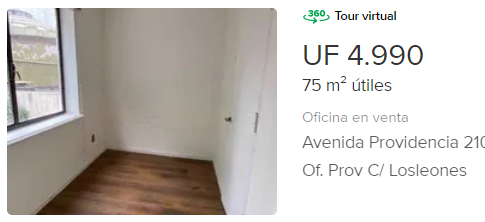 360 Tour virtual
UF 4.990
75 m² útiles
Oficina en venta
Avenida Providencia 210
Of. Prov C/ Losleones